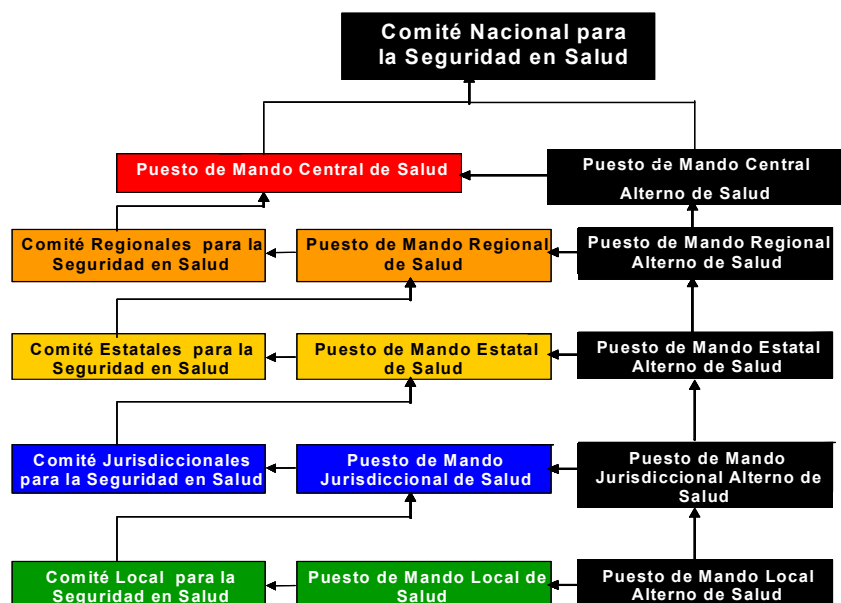 Comité Nacional para
la Seguridad en Salud
Puesto de Mando Central de Salud
Puesto de Mando Central
Alterno de Salud
Comité Regionales para la
Seguridad en Salud
Puesto de Mando Regional
de Salud
Puesto de Mando Regional
Alterno de Salud
Comité Estatales para la
Seguridad en Salud
Puesto de Mando Estatal
de Salud
Puesto de Mando Estatal
Alterno de Salud
Comité Jurisdiccionales
para la Seguridad en Salud
Puesto de Mando
Jurisdiccional de Salud
Puesto de Mando
Jurisdiccional Alterno de
Salud
Comité Local para la
Seguridad en Salud
Puesto de Mando Local de
Salud
Puesto de Mando Local
Alterno de Salud